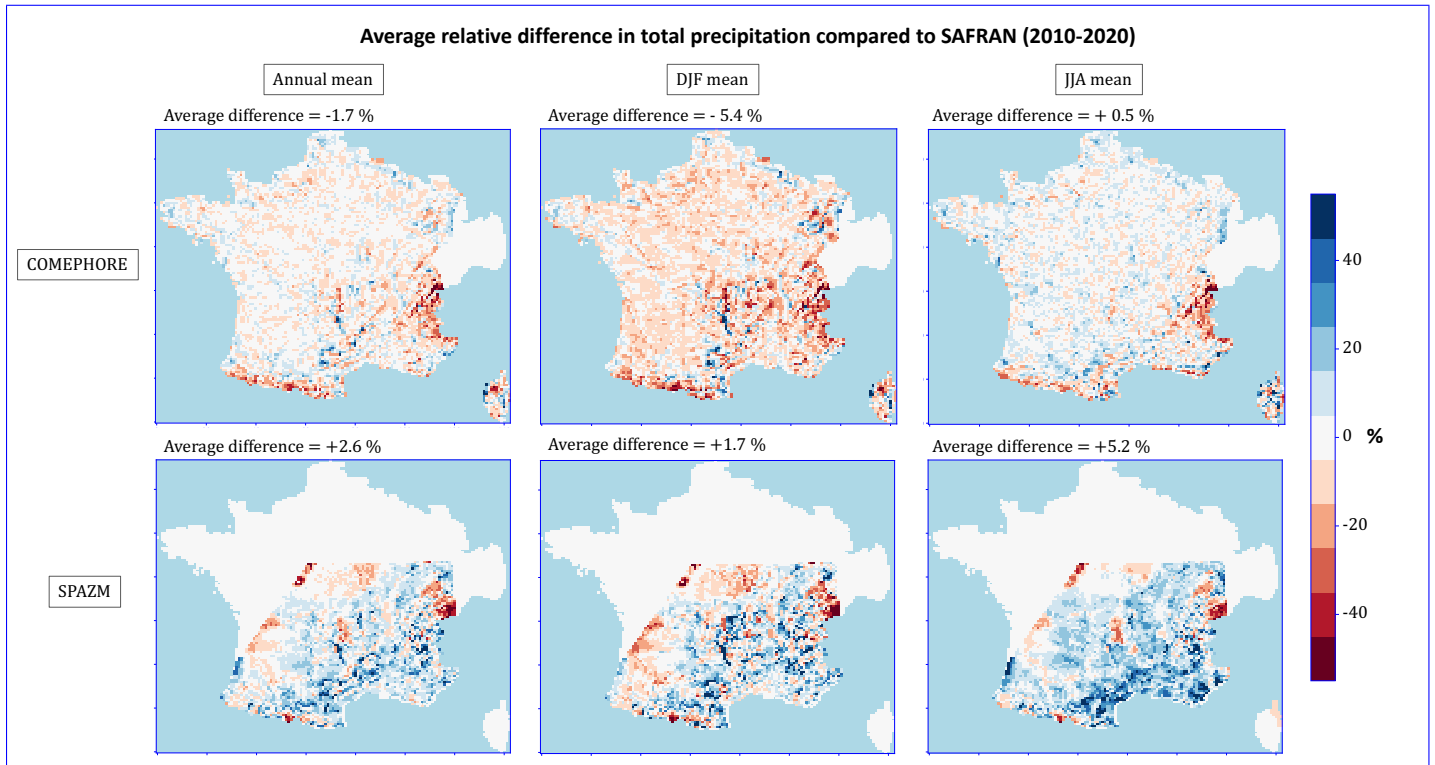 Average relative difference in total precipitation compared to SAFRAN (2010-2020)
Annual mean
DJF mean
JJA mean
Average difference = -1.7 %
Average difference = - 5.4 %
Average difference = + 0.5 %
COMEPHORE
40
20
0 %
-20
-40
Average difference = +2.6 %
Average difference = +1.7 %
Average difference = +5.2 %
SPAZM